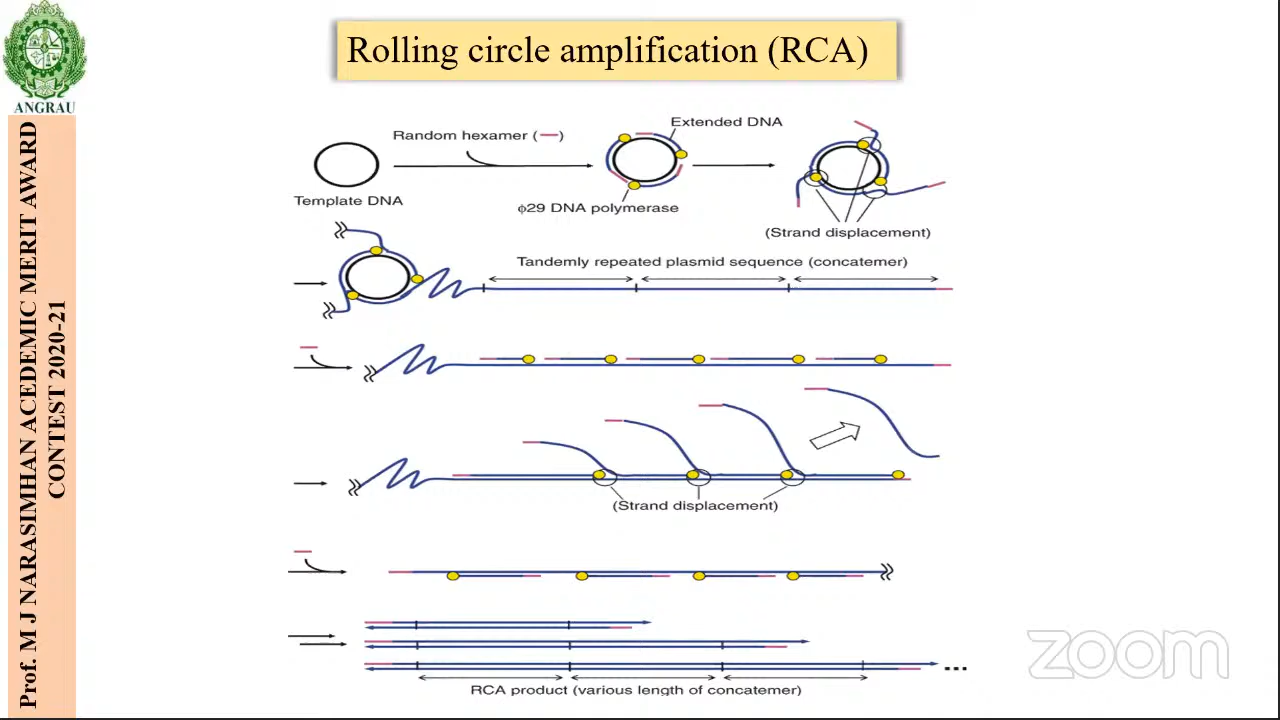 Rolling circle amplification (RCA)
ANGRAU
Prof. M J NARASIMHAN ACEDEMIC MERIT AWARD
CONTEST 2020-21
Random hexamer ( )
Extended DNA
Template DNA
ϕ29 DNA polymerase
(Strand displacement)
Tandemly repeated plasmid sequence (concatemer)
(Strand displacement)
RCA product (various length of concatemer)
...
zoom